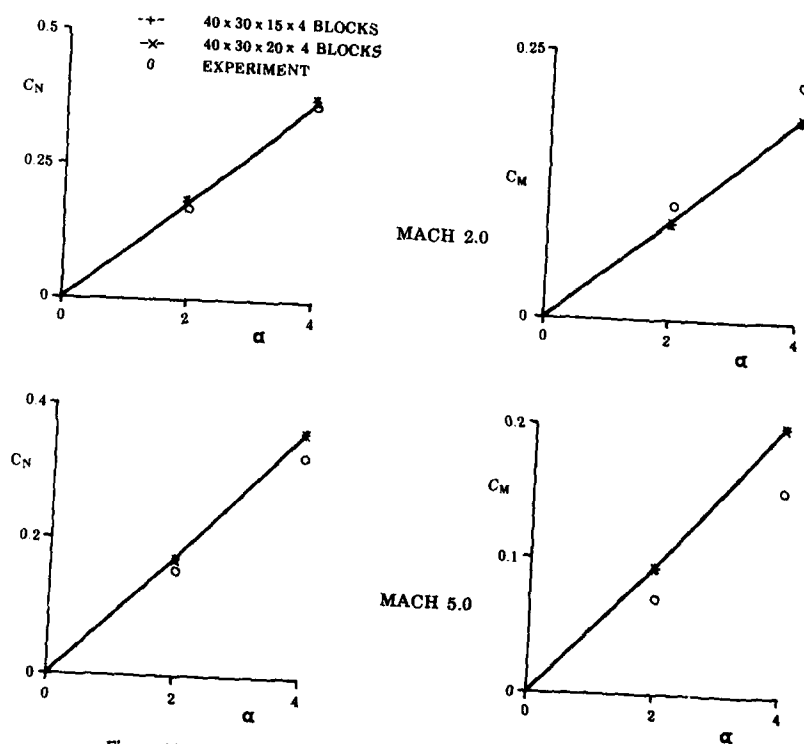 -+- 40 x 30 x 15 x 4 BLOCKS
-x- 40 x 30 x 20 x 4 BLOCKS
o EXPERIMENT
0.5
C_N
0.25
0
0 2 4
α
0.25
C_M
0
0 2 4
α
MACH 2.0
0.4
C_N
0.2
0
0 2 4
α
0.2
C_M
0.1
0
0 2 4
α
MACH 5.0